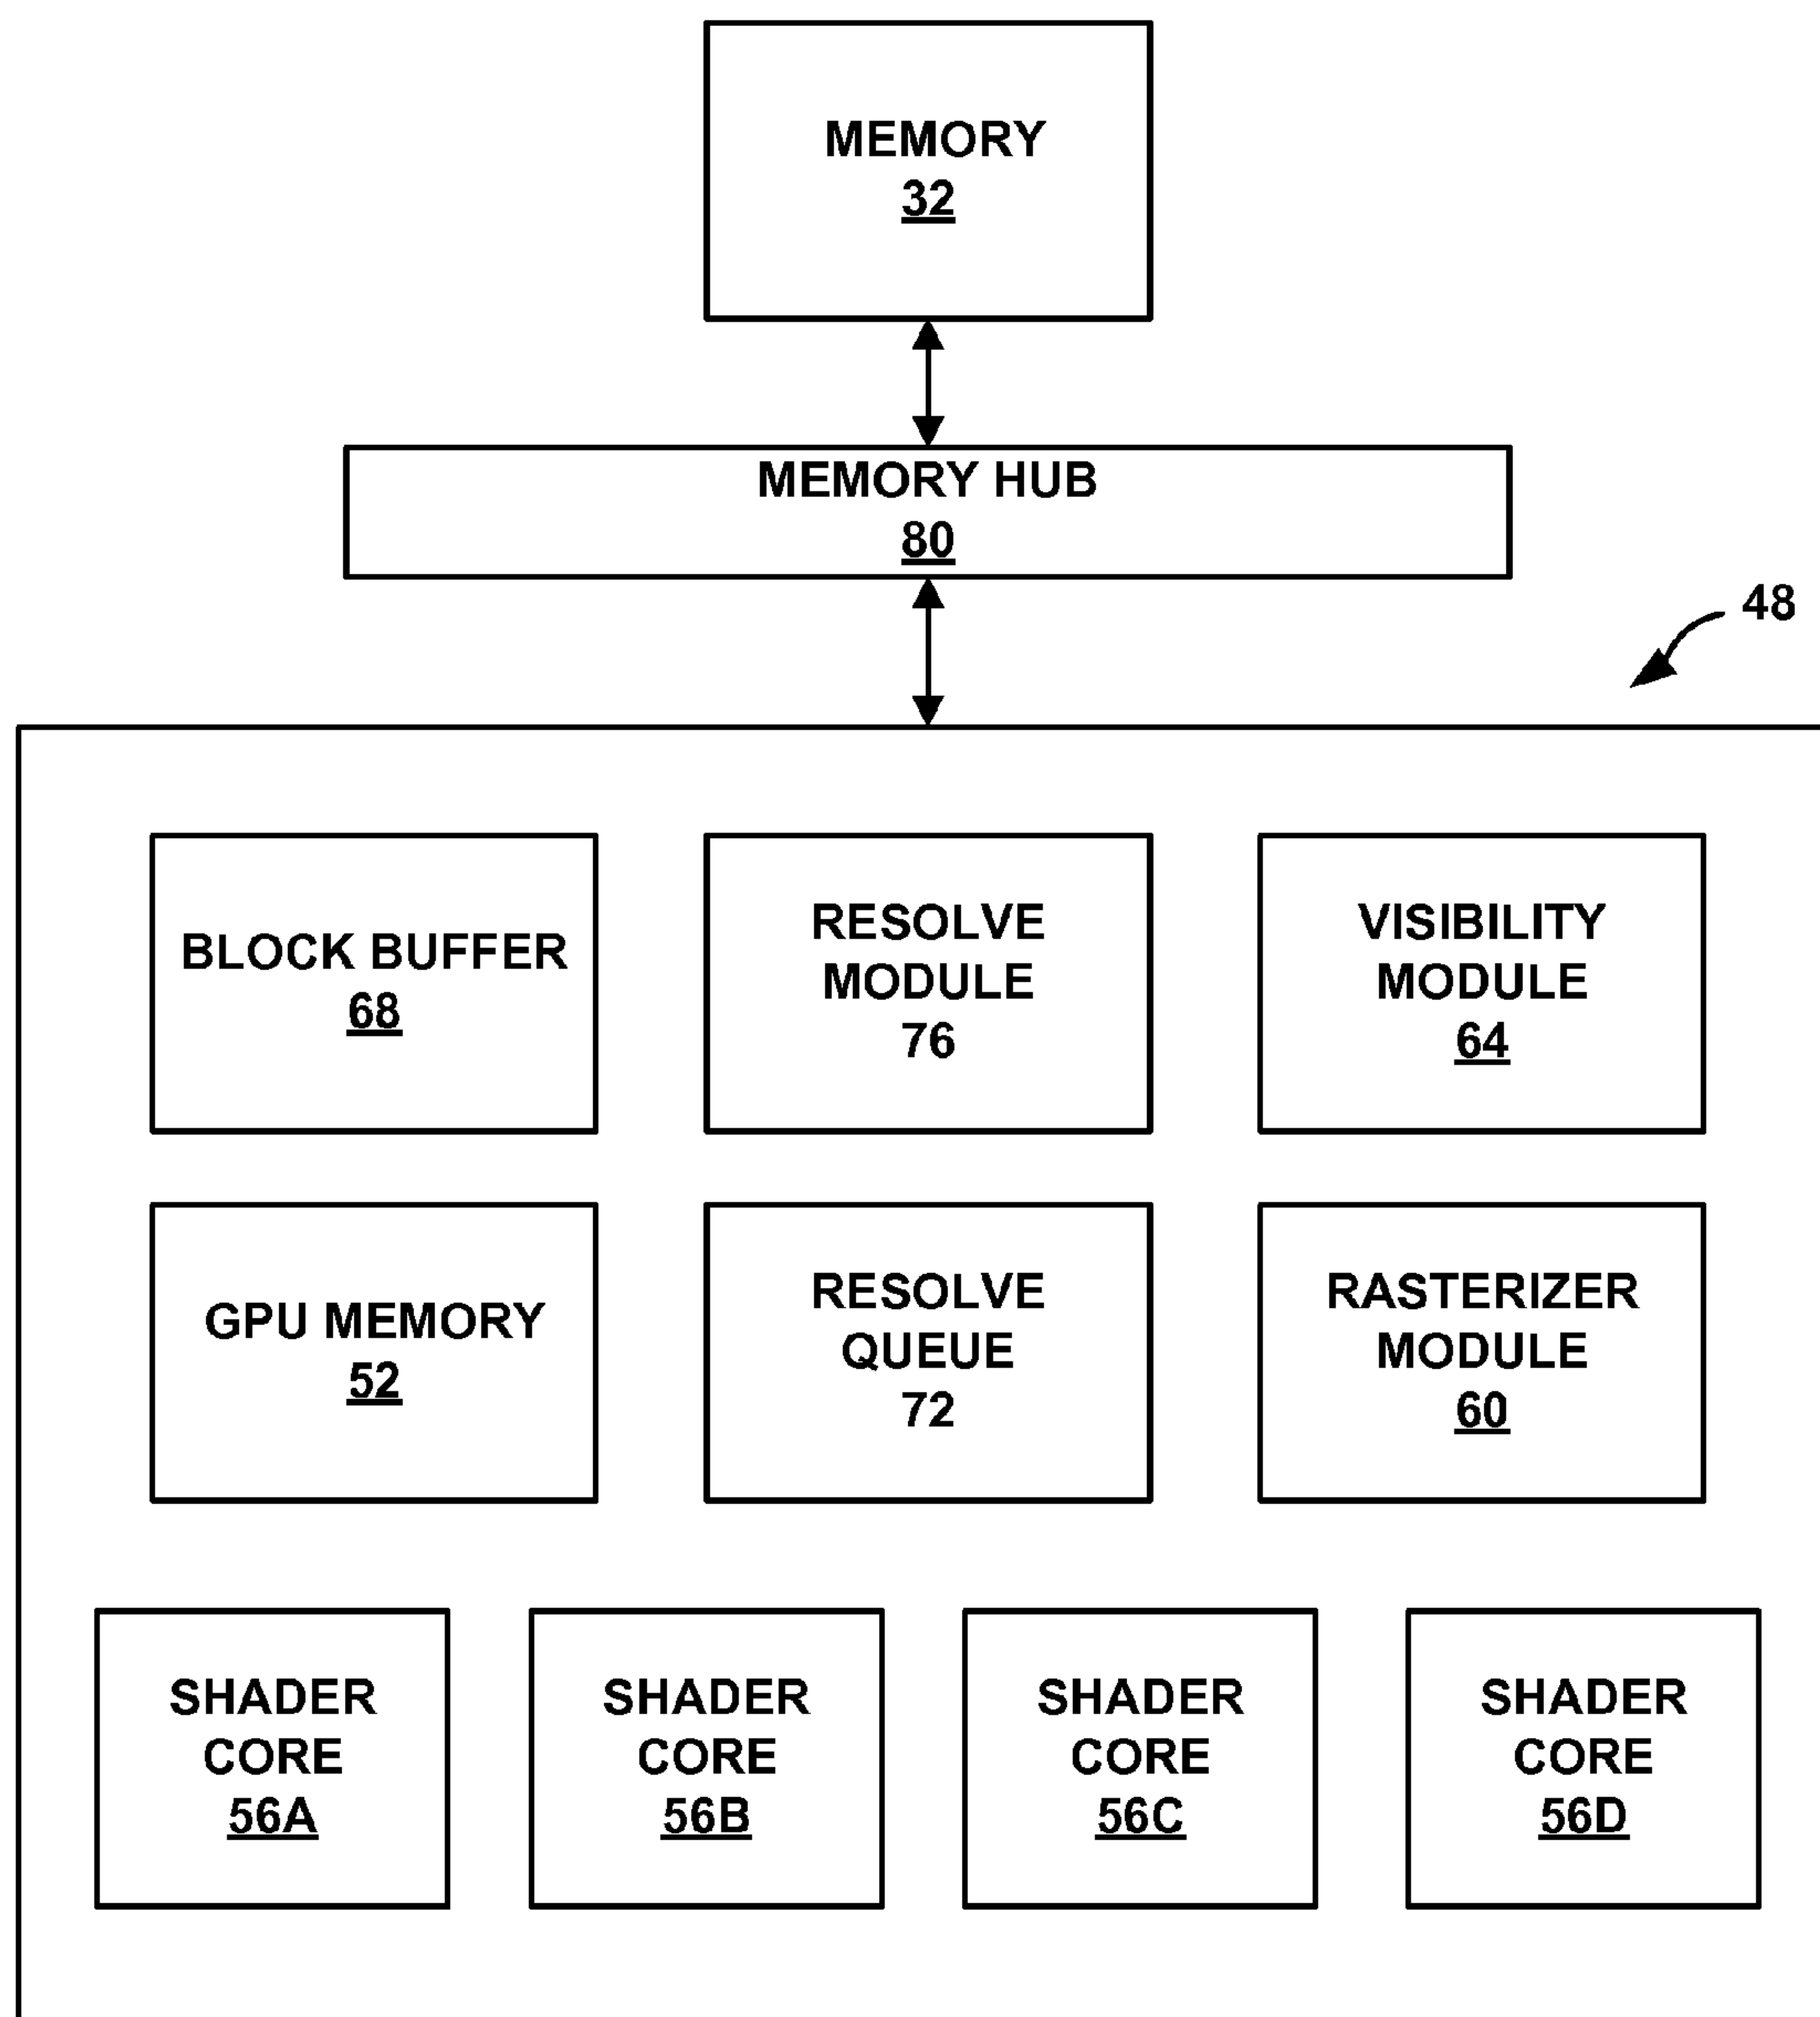 MEMORY
32
MEMORY HUB
80
48
BLOCK BUFFER
68
RESOLVE
MODULE
76
VISIBILITY
MODULE
64
GPU MEMORY
52
RESOLVE
QUEUE
72
RASTERIZER
MODULE
60
SHADER
CORE
56A
SHADER
CORE
56B
SHADER
CORE
56C
SHADER
CORE
56D